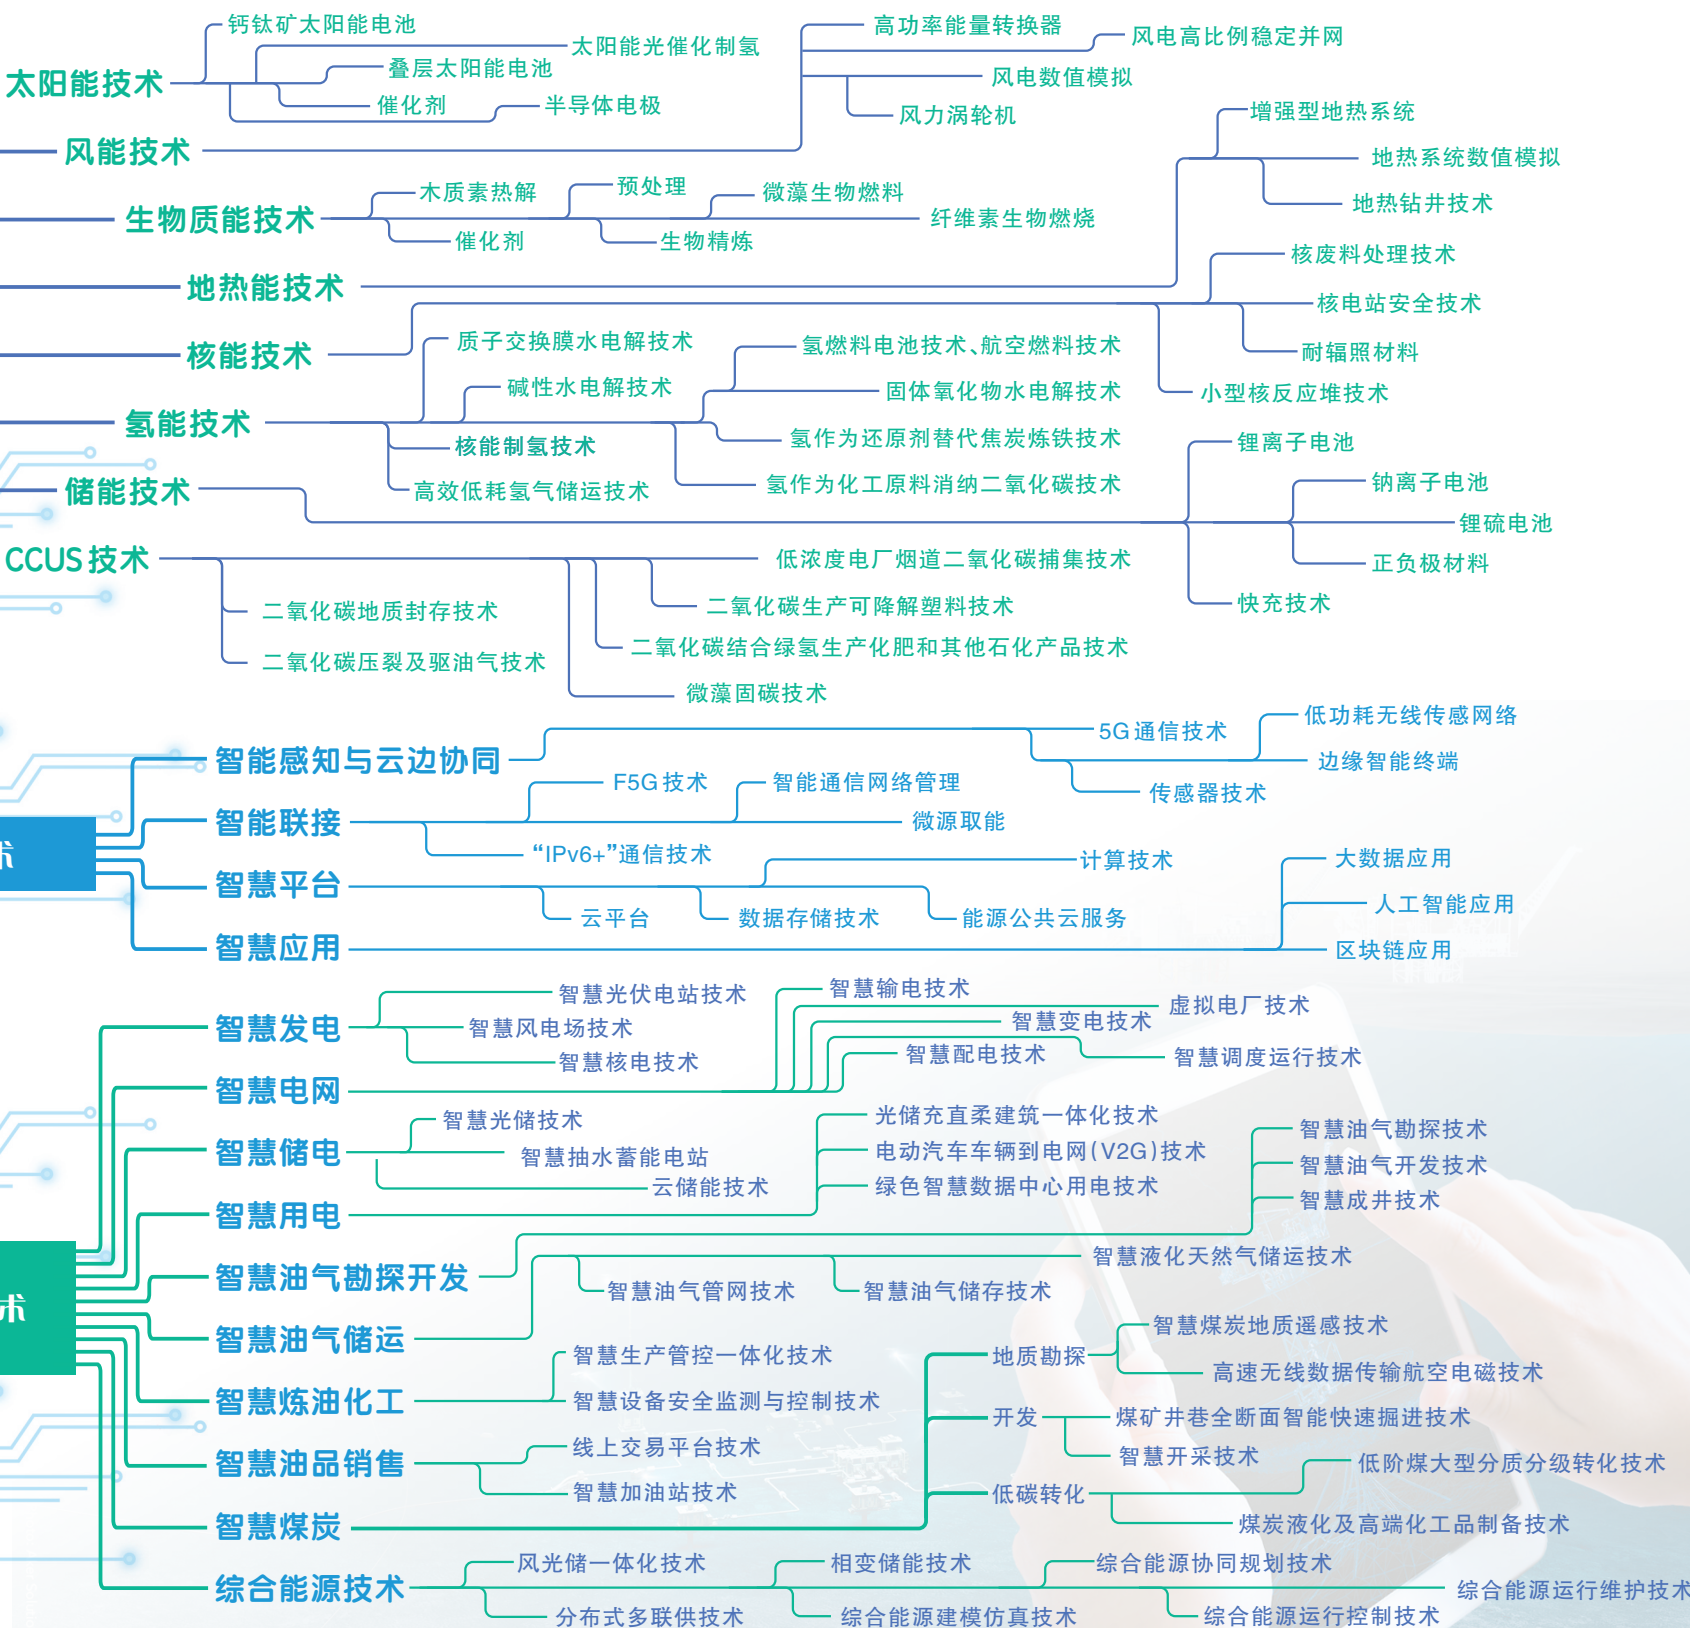 太阳能技术
钙钛矿太阳能电池
太阳能光催化制氢
叠层太阳能电池
催化剂
半导体电极
风能技术
高功率能量转换器
风电高比例稳定并网
风电数值模拟
风力涡轮机
生物质能技术
木质素热解
预处理
微藻生物燃料
纤维素生物燃烧
催化剂
生物精炼
地热能技术
增强型地热系统
地热系统数值模拟
地热钻井技术
核能技术
核废料处理技术
核电站安全技术
耐辐照材料
小型核反应堆技术
氢能技术
质子交换膜水电解技术
碱性水电解技术
核能制氢技术
高效低耗氢气储运技术
氢燃料电池技术、航空燃料技术
固体氧化物水电解技术
氢作为还原剂替代焦炭炼铁技术
氢作为化工原料消纳二氧化碳技术
储能技术
锂离子电池
钠离子电池
锂硫电池
正负极材料
快充技术
CCUS技术
低浓度电厂烟道二氧化碳捕集技术
二氧化碳生产可降解塑料技术
二氧化碳结合绿氢生产化肥和其他石化产品技术
微藻固碳技术
二氧化碳地质封存技术
二氧化碳压裂及驱油气技术
术
智能感知与云边协同
5G通信技术
低功耗无线传感网络
边缘智能终端
传感器技术
智能联接
F5G技术
智能通信网络管理
微源取能
“IPv6+”通信技术
智慧平台
计算技术
云平台
数据存储技术
能源公共云服务
智慧应用
大数据应用
人工智能应用
区块链应用
术
智慧发电
智慧光伏电站技术
智慧风电场技术
智慧核电技术
智慧电网
智慧输电技术
虚拟电厂技术
智慧变电技术
智慧配电技术
智慧调度运行技术
智慧储电
智慧光储技术
智慧抽水蓄能电站
云储能技术
智慧用电
光储充直柔建筑一体化技术
电动汽车车辆到电网(V2G)技术
绿色智慧数据中心用电技术
智慧油气勘探开发
智慧油气勘探技术
智慧油气开发技术
智慧成井技术
智慧油气储运
智慧液化天然气储运技术
智慧油气管网技术
智慧油气储存技术
智慧炼油化工
智慧生产管控一体化技术
智慧设备安全监测与控制技术
智慧油品销售
线上交易平台技术
智慧加油站技术
智慧煤炭
地质勘探
智慧煤炭地质遥感技术
高速无线数据传输航空电磁技术
开发
煤矿井巷全断面智能快速掘进技术
智慧开采技术
低碳转化
低阶煤大型分质分级转化技术
煤炭液化及高端化工品制备技术
综合能源技术
风光储一体化技术
相变储能技术
综合能源协同规划技术
综合能源运行维护技术
分布式多联供技术
综合能源建模仿真技术
综合能源运行控制技术